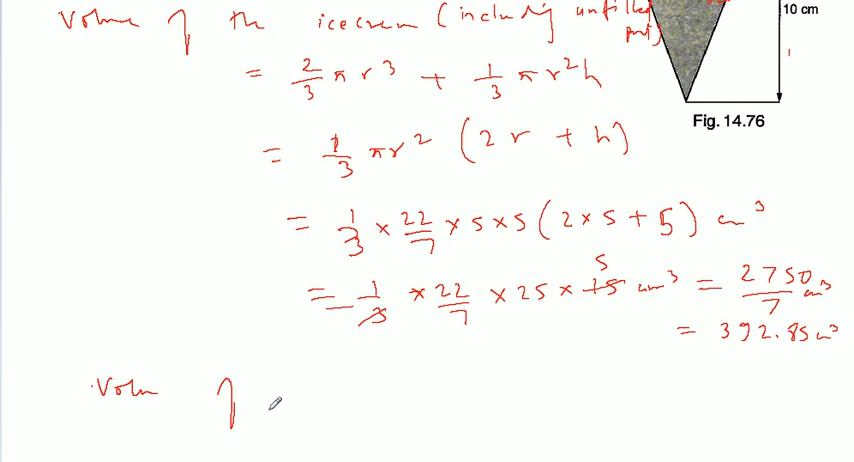 Volume of the icecream (including unfilled part)
10 cm
= 2/3 π r³ + 1/3 π r² h
Fig. 14.76
= 1/3 π r² (2r + h)
= 1/3 × 22/7 × 5 × 5 (2 × 5 + 5) cm³
= 1/3 × 22/7 × 25 × 15 5 cm³ = 2750/7 cm³
= 392.85 cm³
Volm of